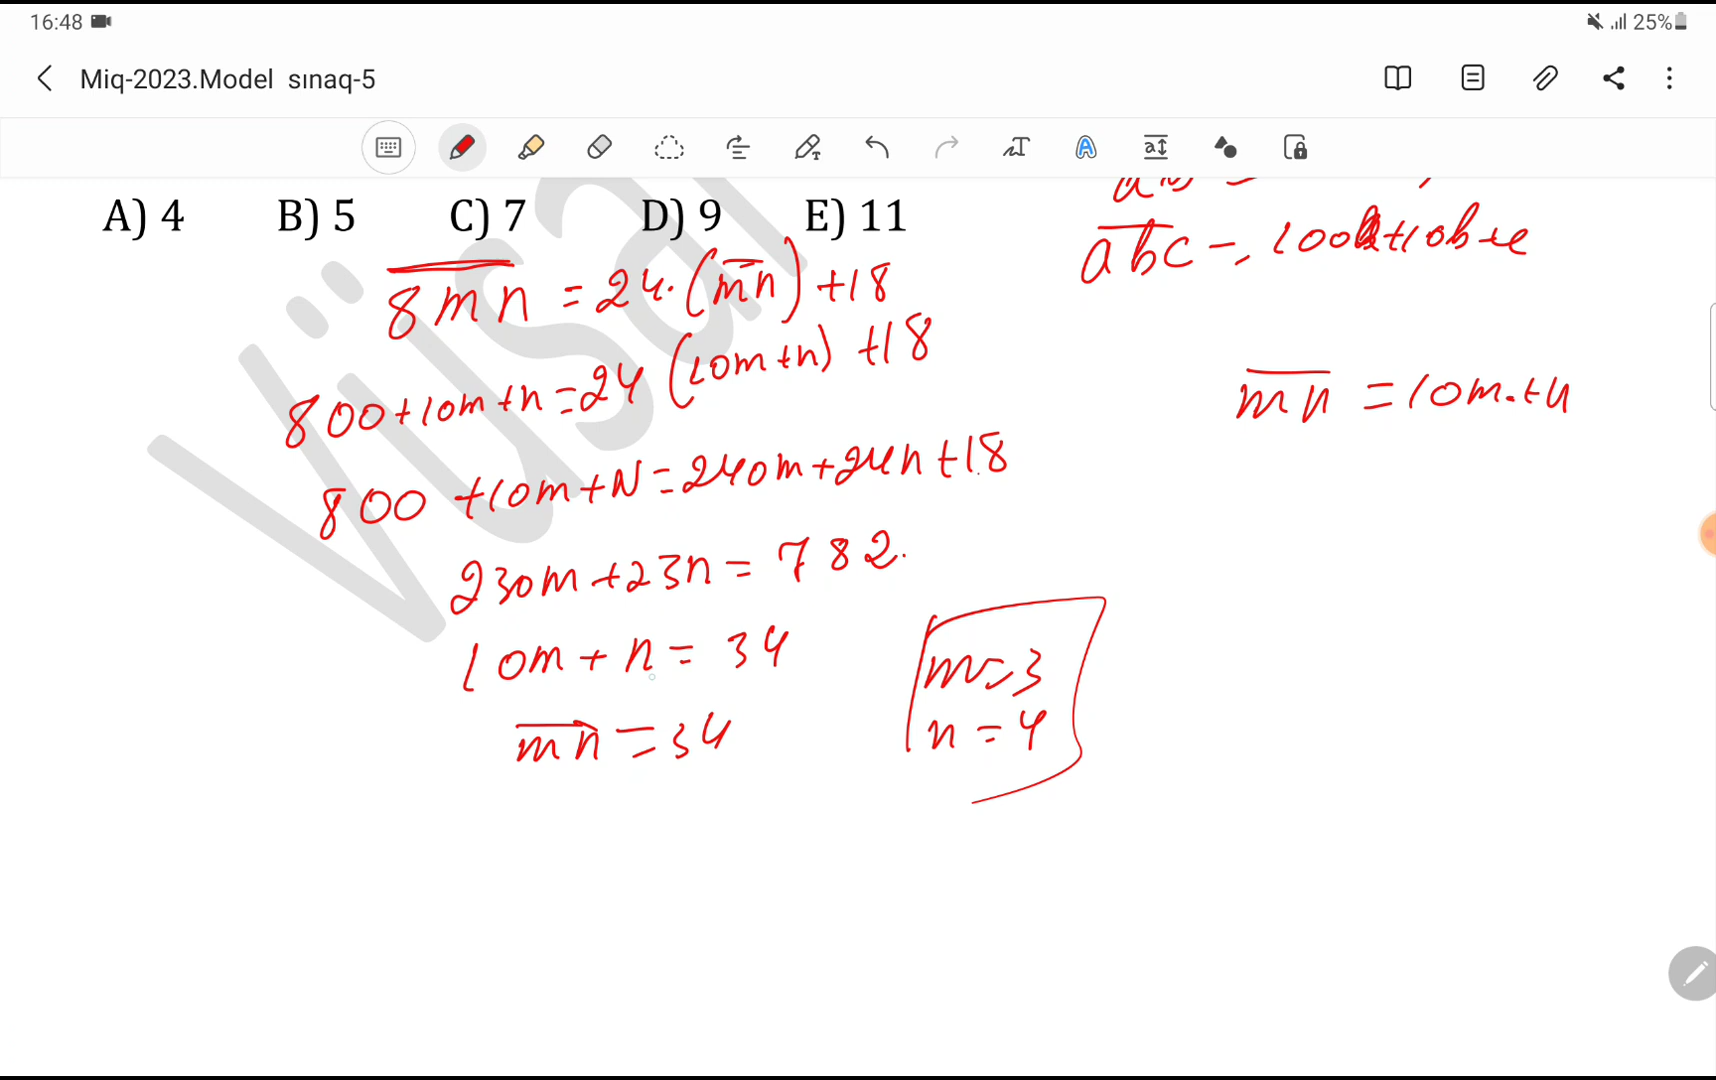 16:48 25%
Miq-2023.Model sınaq-5
A) 4 B) 5 C) 7 D) 9 E) 11
abc = 100a+10b+c
8mn = 24·(mn)+18
800+10m+n=24(10m+n)+18
mn = 10m+n
800+10m+N=240m+24n+18
230m+23n=782.
10m+n=34
m=3
mn=34
n=4
Vüsal